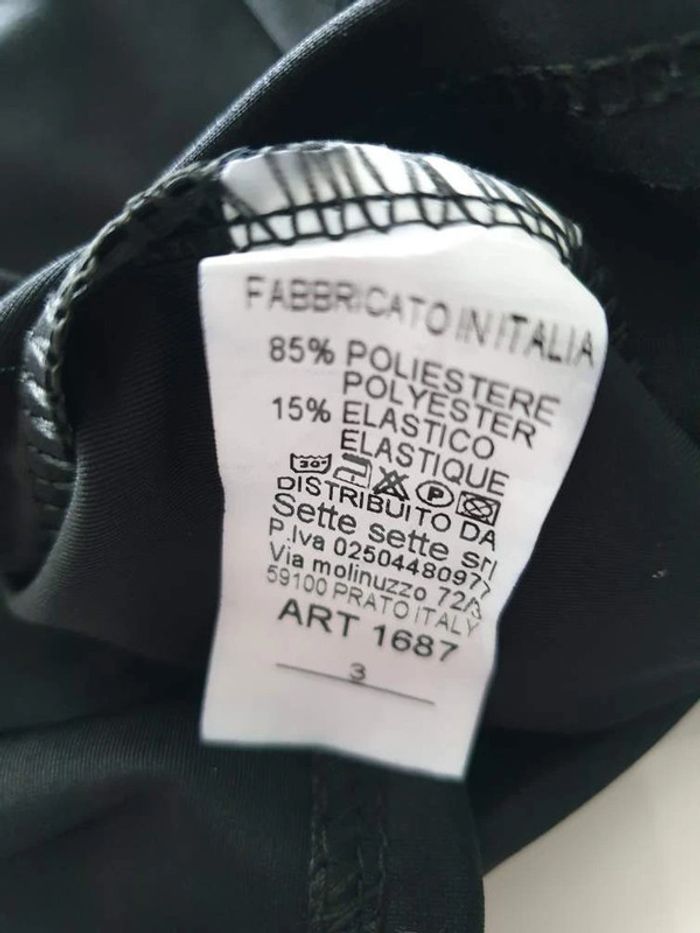 FABBRICATO IN ITALIA
85% POLIESTERE
POLYESTER
15% ELASTICO
ELASTIQUE
30° P
DISTRIBUITO DA
Sette sette srl
P.Iva 02504480977
Via molinuzzo 72/3
59100 PRATO ITALY
ART 1687
3